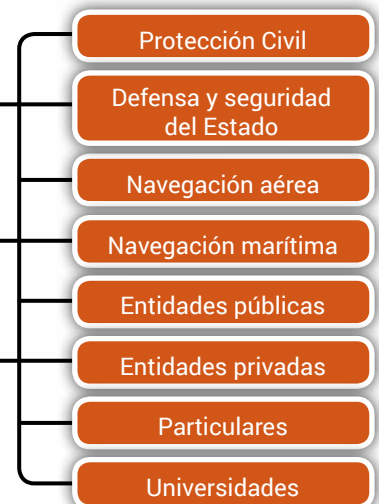 Protección Civil
Defensa y seguridad
del Estado
Navegación aérea
Navegación marítima
Entidades públicas
Entidades privadas
Particulares
Universidades